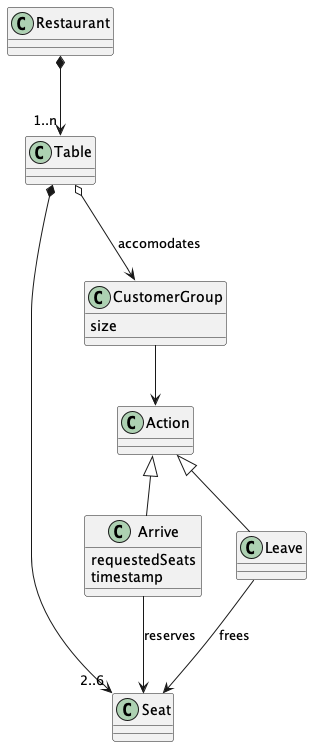 C Restaurant
1..n
C Table
accomodates
C CustomerGroup
size
C Action
C Arrive
requestedSeats
timestamp
C Leave
reserves
frees
2..6
C Seat